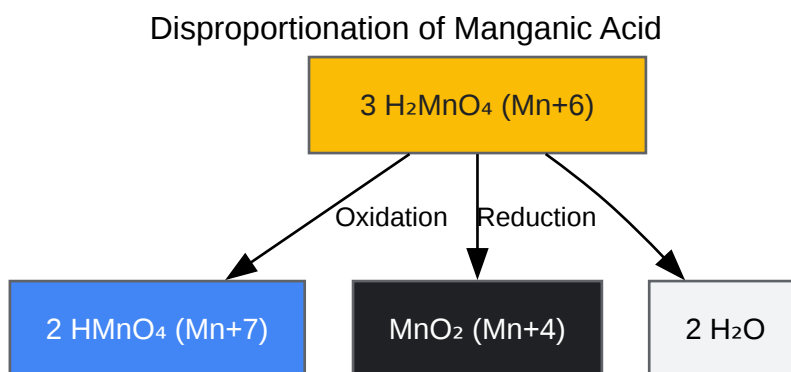 Disproportionation of Manganic Acid
3 H₂MnO₄ (Mn+6)
Oxidation
Reduction
2 HMnO₄ (Mn+7)
MnO₂ (Mn+4)
2 H₂O